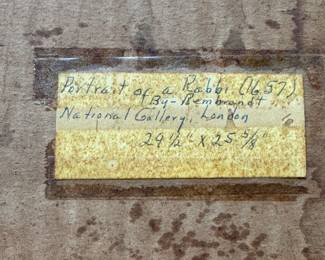 Portrait of a Rabbi (1657)
By-Rembrandt
National Gallery, London
29 ½" x 25 ⅝"